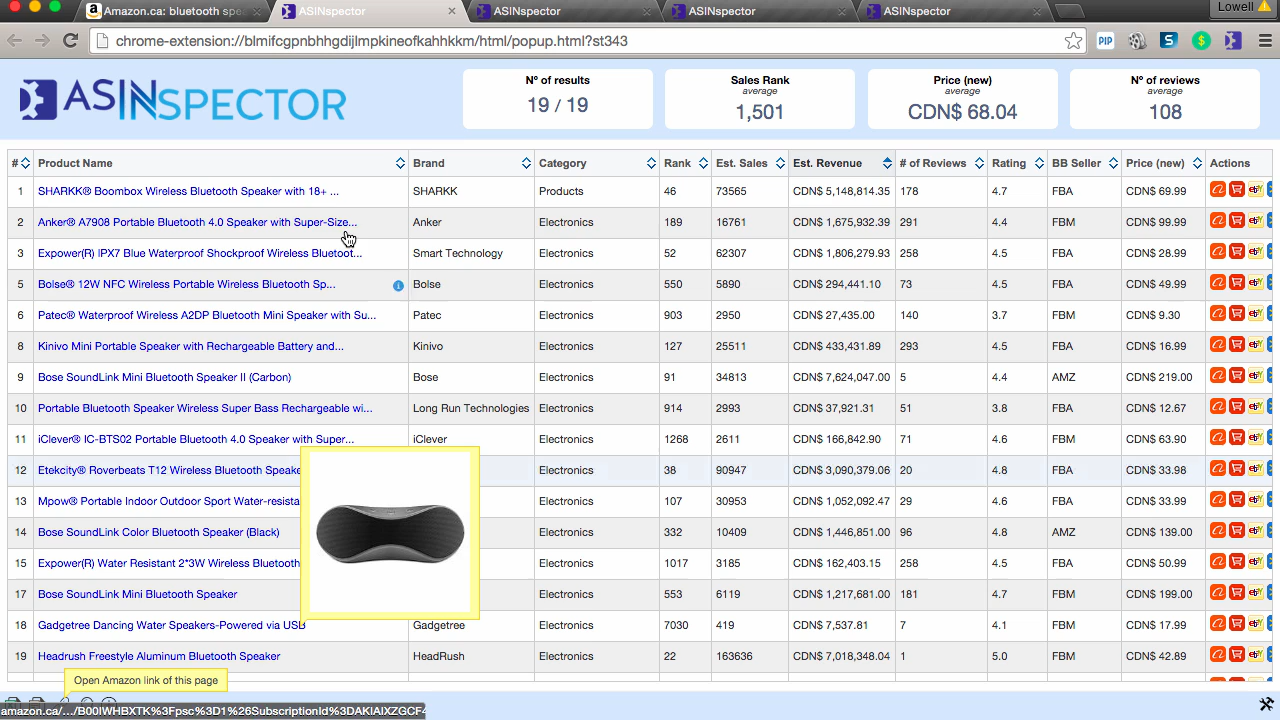 Amazon.ca: bluetooth spe ASINspector ASINspector ASINspector ASINspector Lowell
chrome-extension://blmifcgpnbhhgdijlmpkineofkahhkkm/html/popup.html?st343 PIP S $
ASINSPECTOR
Nº of results
19 / 19
Sales Rank
average
1,501
Price (new)
average
CDN$ 68.04
Nº of reviews
average
108
# Product Name Brand Category Rank Est. Sales Est. Revenue # of Reviews Rating BB Seller Price (new) Actions
1 SHARKK® Boombox Wireless Bluetooth Speaker with 18+ ... SHARKK Products 46 73565 CDN$ 5,148,814.35 178 4.7 FBA CDN$ 69.99
2 Anker® A7908 Portable Bluetooth 4.0 Speaker with Super-Size... Anker Electronics 189 16761 CDN$ 1,675,932.39 291 4.4 FBM CDN$ 99.99
3 Expower(R) IPX7 Blue Waterproof Shockproof Wireless Bluetoot... Smart Technology Electronics 52 62307 CDN$ 1,806,279.93 258 4.5 FBA CDN$ 28.99
5 Bolse® 12W NFC Wireless Portable Wireless Bluetooth Sp... Bolse Electronics 550 5890 CDN$ 294,441.10 73 4.5 FBA CDN$ 49.99
6 Patec® Waterproof Wireless A2DP Bluetooth Mini Speaker with Su... Patec Electronics 903 2950 CDN$ 27,435.00 140 3.7 FBM CDN$ 9.30
8 Kinivo Mini Portable Speaker with Rechargeable Battery and... Kinivo Electronics 127 25511 CDN$ 433,431.89 293 4.5 FBA CDN$ 16.99
9 Bose SoundLink Mini Bluetooth Speaker II (Carbon) Bose Electronics 91 34813 CDN$ 7,624,047.00 5 4.4 AMZ CDN$ 219.00
10 Portable Bluetooth Speaker Wireless Super Bass Rechargeable wi... Long Run Technologies Electronics 914 2993 CDN$ 37,921.31 51 3.8 FBM CDN$ 12.67
11 iClever® IC-BTS02 Portable Bluetooth 4.0 Speaker with Super... iClever Electronics 1268 2611 CDN$ 166,842.90 71 4.6 FBM CDN$ 63.90
12 Etekcity® Roverbeats T12 Wireless Bluetooth Speake Electronics 38 90947 CDN$ 3,090,379.06 20 4.8 FBA CDN$ 33.98
13 Mpow® Portable Indoor Outdoor Sport Water-resista Electronics 107 30953 CDN$ 1,052,092.47 29 4.6 FBA CDN$ 33.99
14 Bose SoundLink Color Bluetooth Speaker (Black) Electronics 332 10409 CDN$ 1,446,851.00 96 4.8 AMZ CDN$ 139.00
15 Expower(R) Water Resistant 2*3W Wireless Bluetooth Electronics 1017 3185 CDN$ 162,403.15 258 4.5 FBA CDN$ 50.99
17 Bose SoundLink Mini Bluetooth Speaker Electronics 553 6119 CDN$ 1,217,681.00 181 4.7 FBM CDN$ 199.00
18 Gadgetree Dancing Water Speakers-Powered via USB Gadgetree Electronics 7030 419 CDN$ 7,537.81 7 4.1 FBM CDN$ 17.99
19 Headrush Freestyle Aluminum Bluetooth Speaker HeadRush Electronics 22 163636 CDN$ 7,018,348.04 1 5.0 FBM CDN$ 42.89
Open Amazon link of this page